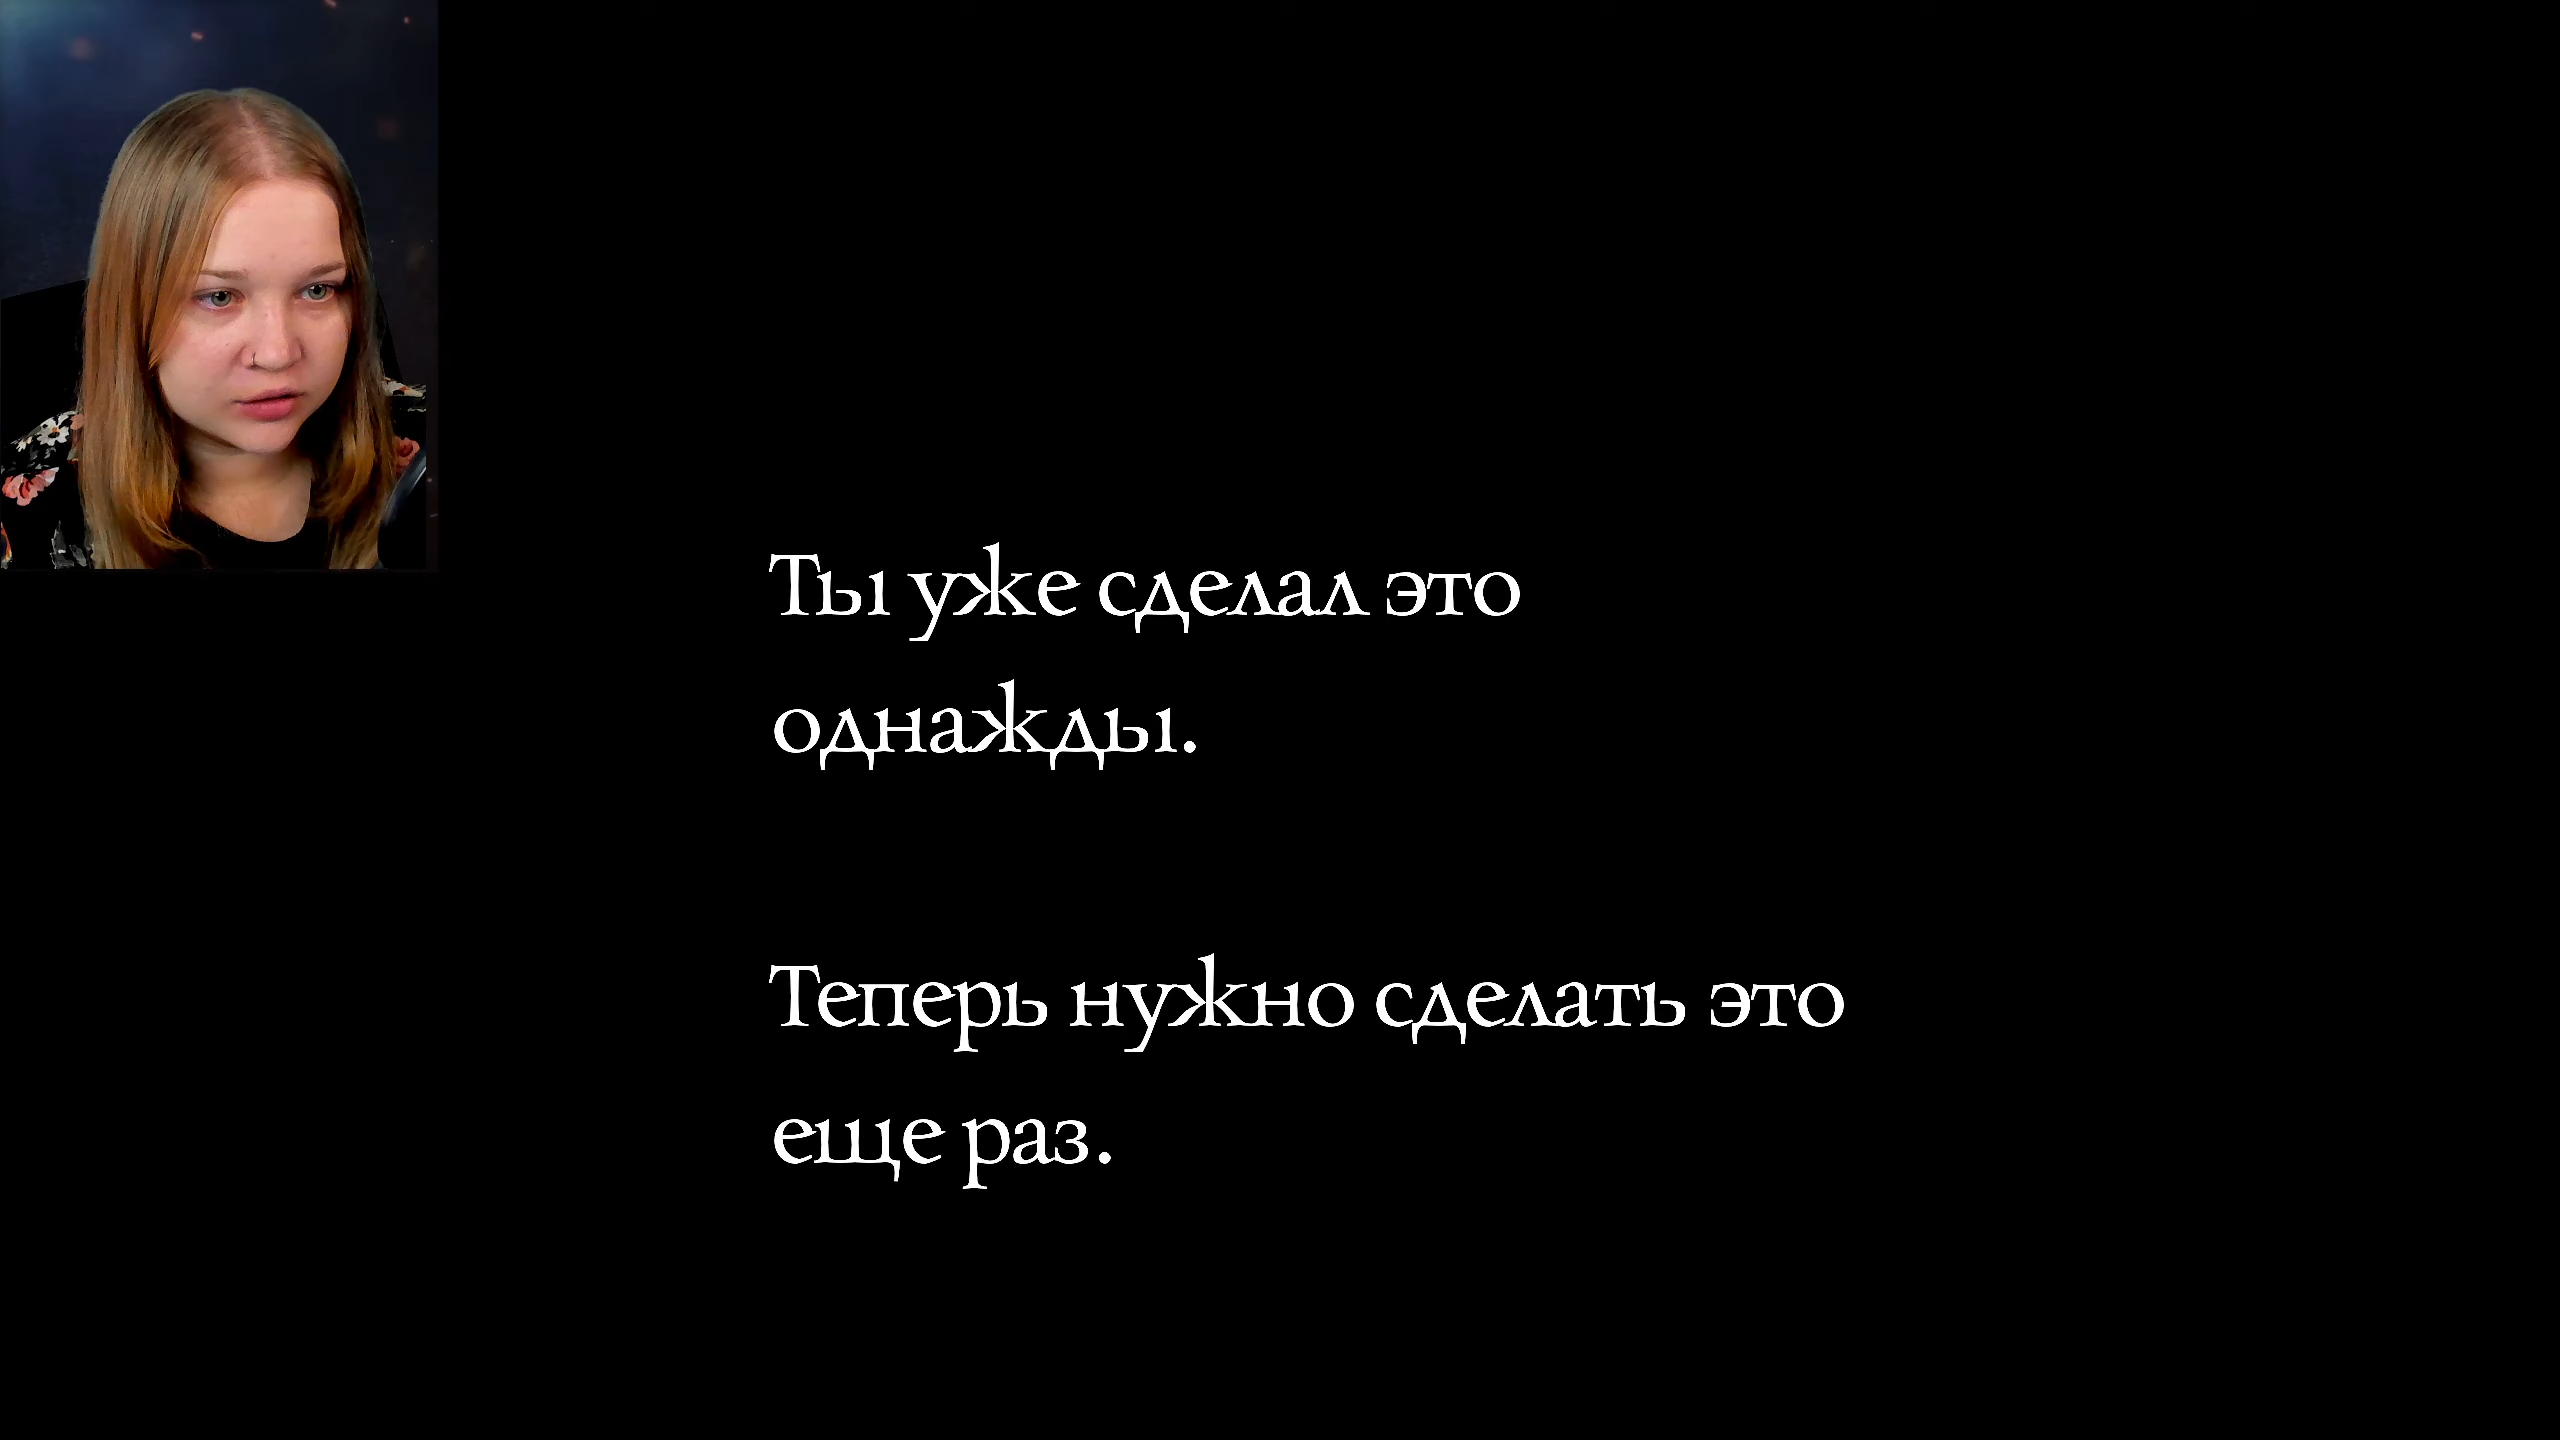 Ты уже сделал это
однажды.
Теперь нужно сделать это
еще раз.